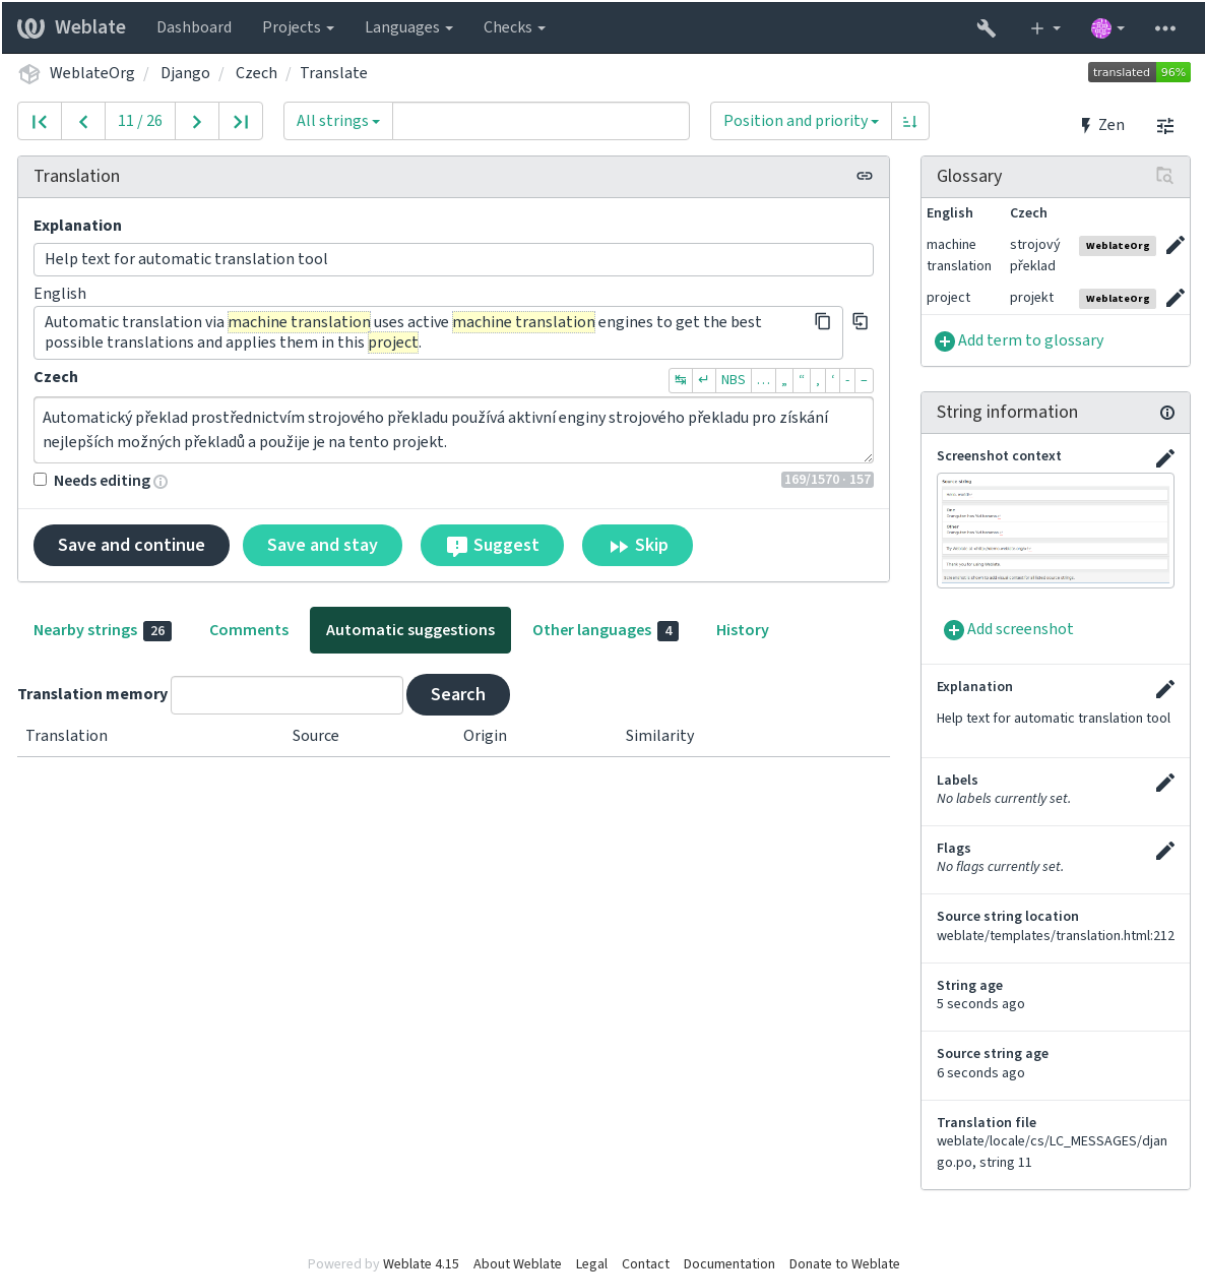 Weblate Dashboard Projects Languages Checks
WeblateOrg / Django / Czech / Translate
translated 96%
11 / 26
All strings
Position and priority
Zen
Translation
Explanation
Help text for automatic translation tool
English
Automatic translation via machine translation uses active machine translation engines to get the best
possible translations and applies them in this project.
Czech
↹ ↵ NBS … „ “ ‚ ‘ - –
Automatický překlad prostřednictvím strojového překladu používá aktivní enginy strojového překladu pro získání
nejlepších možných překladů a použije je na tento projekt.
Needs editing
169/1570 · 157
Save and continue
Save and stay
Suggest
Skip
Nearby strings 26
Comments
Automatic suggestions
Other languages 4
History
Translation memory
Search
Translation Source Origin Similarity
Glossary
English Czech
machine strojový WeblateOrg
translation překlad
project projekt WeblateOrg
Add term to glossary
String information
Screenshot context
Add screenshot
Explanation
Help text for automatic translation tool
Labels
No labels currently set.
Flags
No flags currently set.
Source string location
weblate/templates/translation.html:212
String age
5 seconds ago
Source string age
6 seconds ago
Translation file
weblate/locale/cs/LC_MESSAGES/djan
go.po, string 11
Powered by Weblate 4.15 About Weblate Legal Contact Documentation Donate to Weblate